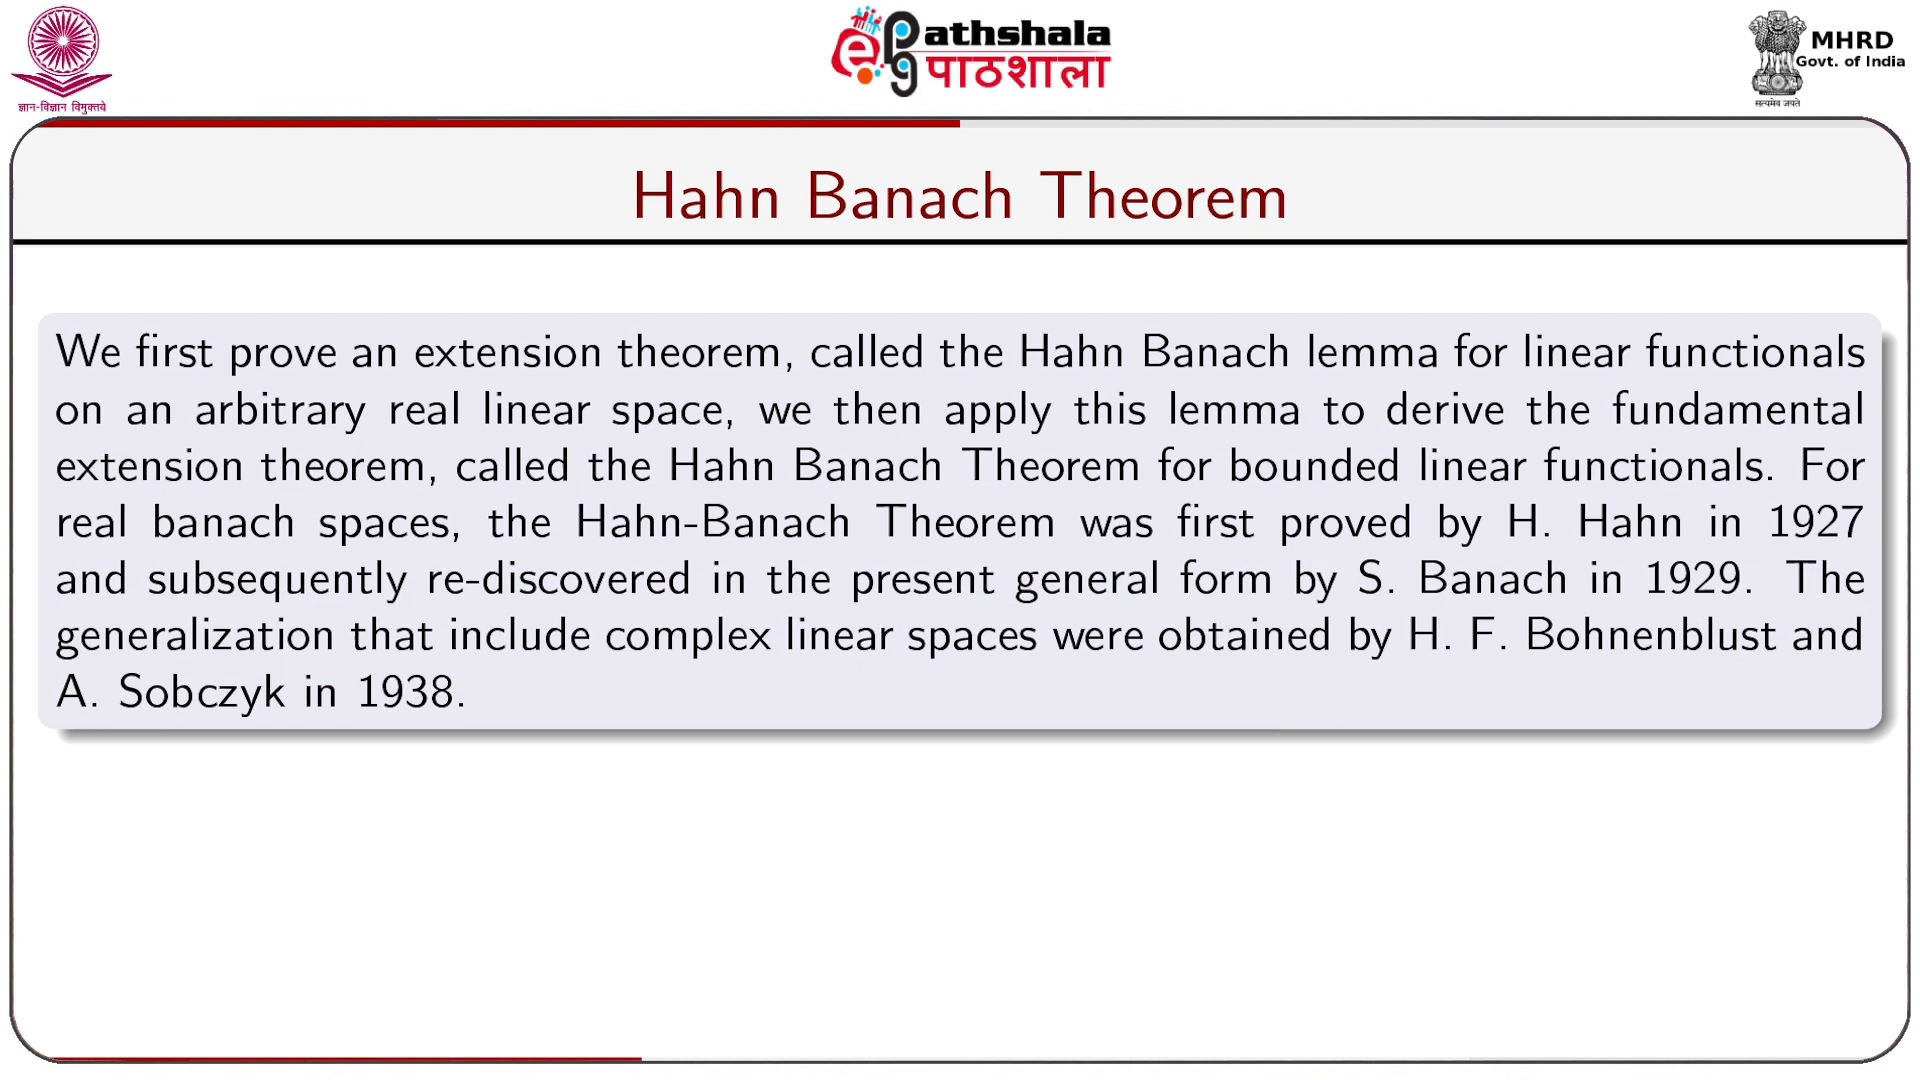 ज्ञान-विज्ञान विमुक्तये
e pg Pathshala
पाठशाला
MHRD
Govt. of India
सत्यमेव जयते
Hahn Banach Theorem
We first prove an extension theorem, called the Hahn Banach lemma for linear functionals
on an arbitrary real linear space, we then apply this lemma to derive the fundamental
extension theorem, called the Hahn Banach Theorem for bounded linear functionals. For
real banach spaces, the Hahn-Banach Theorem was first proved by H. Hahn in 1927
and subsequently re-discovered in the present general form by S. Banach in 1929. The
generalization that include complex linear spaces were obtained by H. F. Bohnenblust and
A. Sobczyk in 1938.